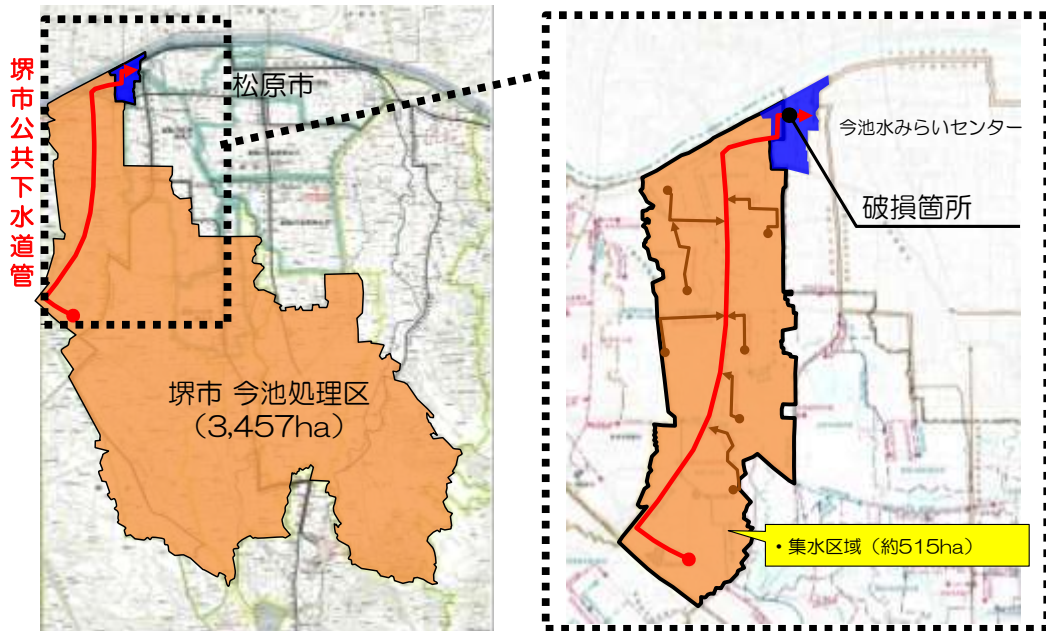 堺市公共下水道管
松原市
堺市 今池処理区
(3,457ha)
今池水みらいセンター
破損箇所
・集水区域(約515ha)